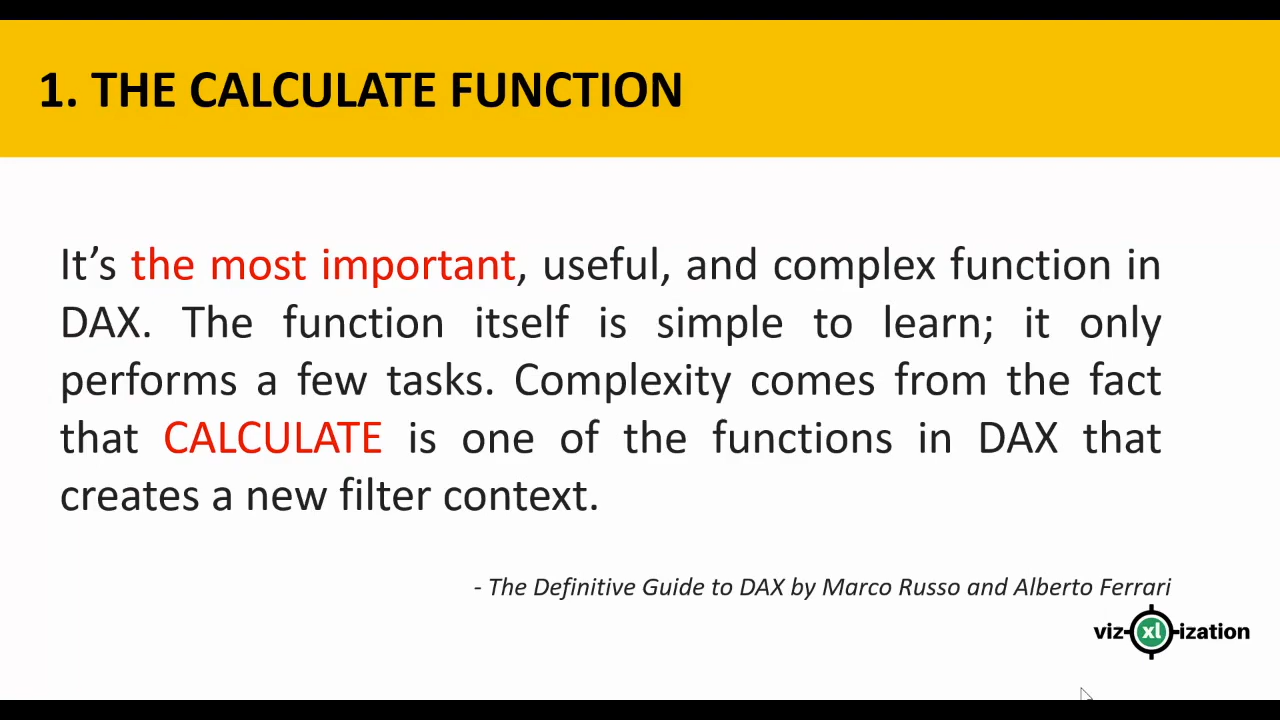 1. THE CALCULATE FUNCTION
It’s the most important, useful, and complex function in
DAX. The function itself is simple to learn; it only
performs a few tasks. Complexity comes from the fact
that CALCULATE is one of the functions in DAX that
creates a new filter context.
- The Definitive Guide to DAX by Marco Russo and Alberto Ferrari
viz xl ization